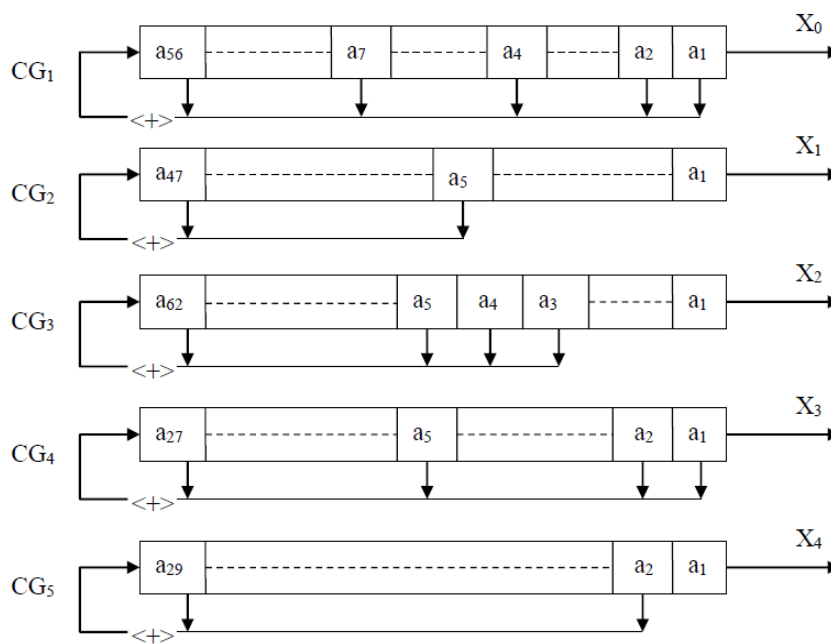 X₀
a₅₆ a₇ a₄ a₂ a₁
CG₁
<+>
X₁
a₄₇ a₅ a₁
CG₂
<+>
X₂
a₆₂ a₅ a₄ a₃ a₁
CG₃
<+>
X₃
a₂₇ a₅ a₂ a₁
CG₄
<+>
X₄
a₂₉ a₂ a₁
CG₅
<+>